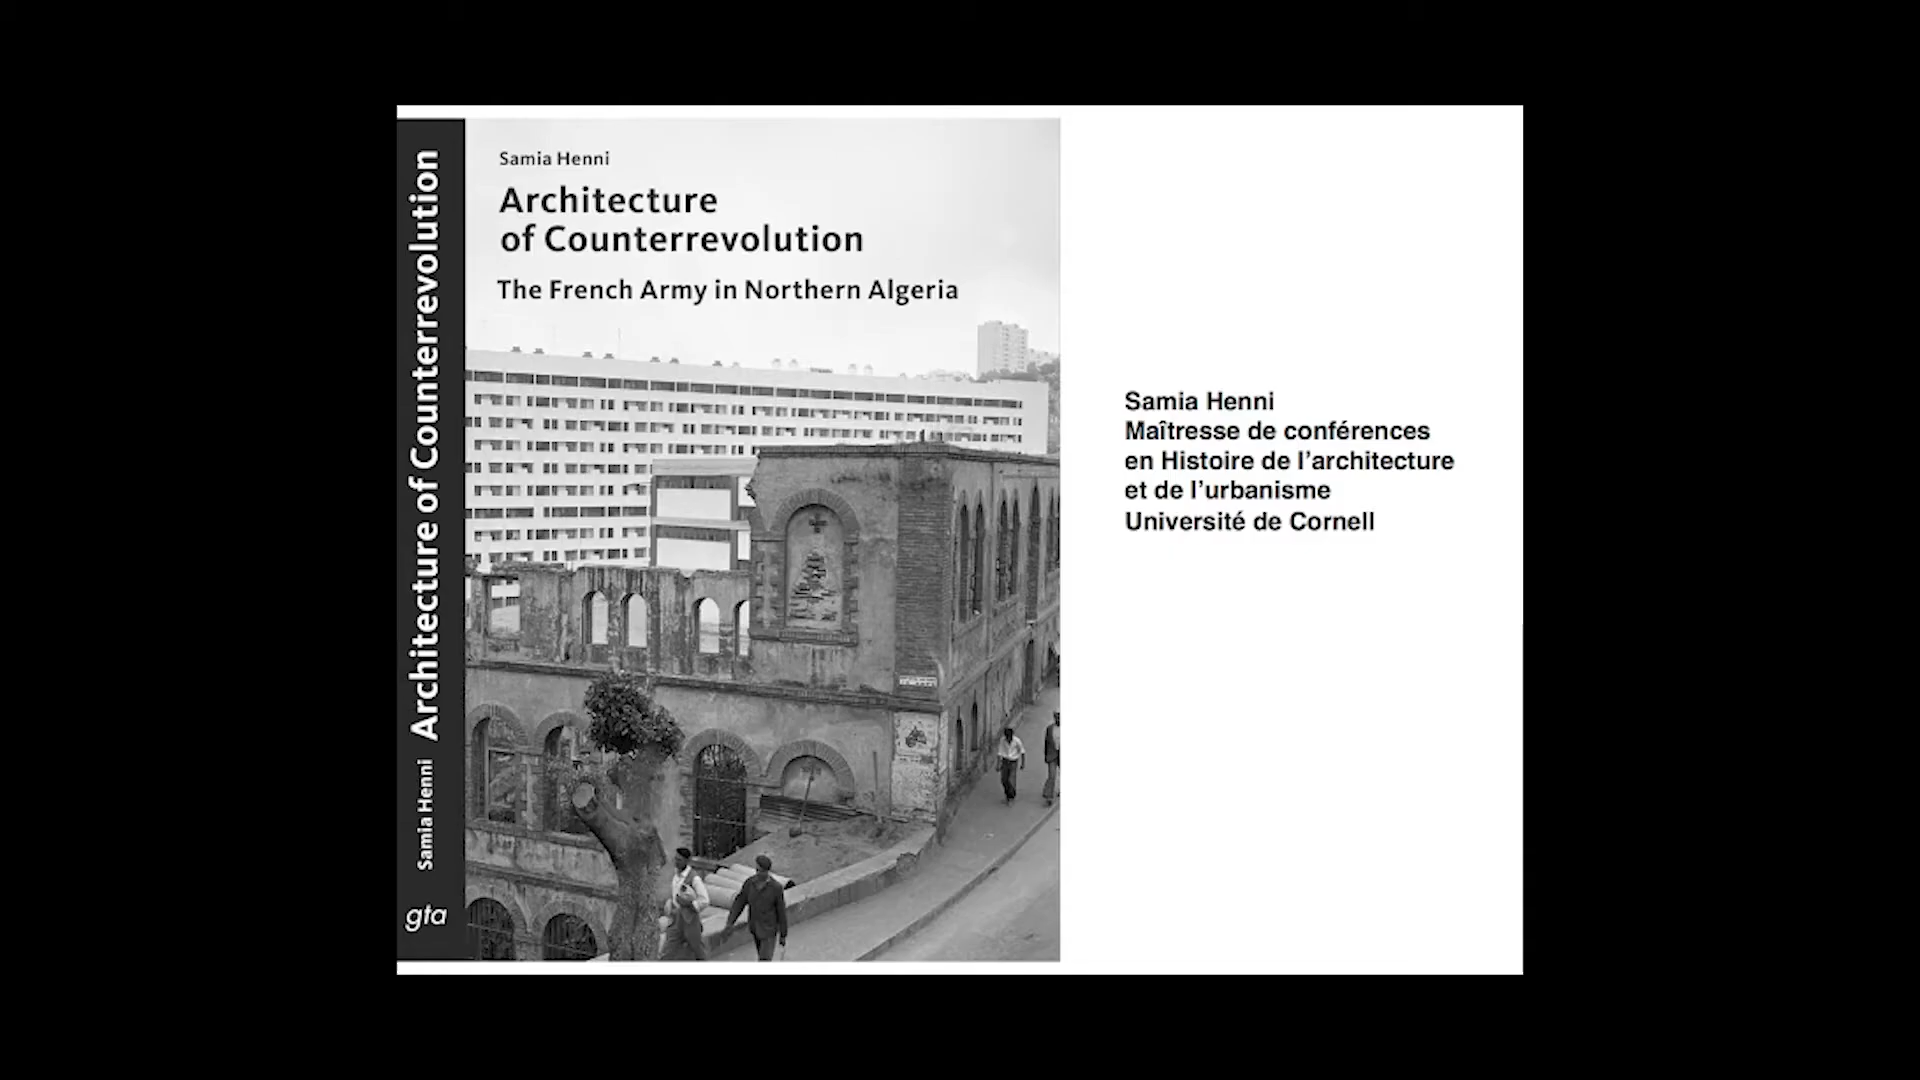 Architecture of Counterrevolution
Samia Henni
gta
Samia Henni
Architecture
of Counterrevolution
The French Army in Northern Algeria
Samia Henni
Maîtresse de conférences
en Histoire de l’architecture
et de l’urbanisme
Université de Cornell